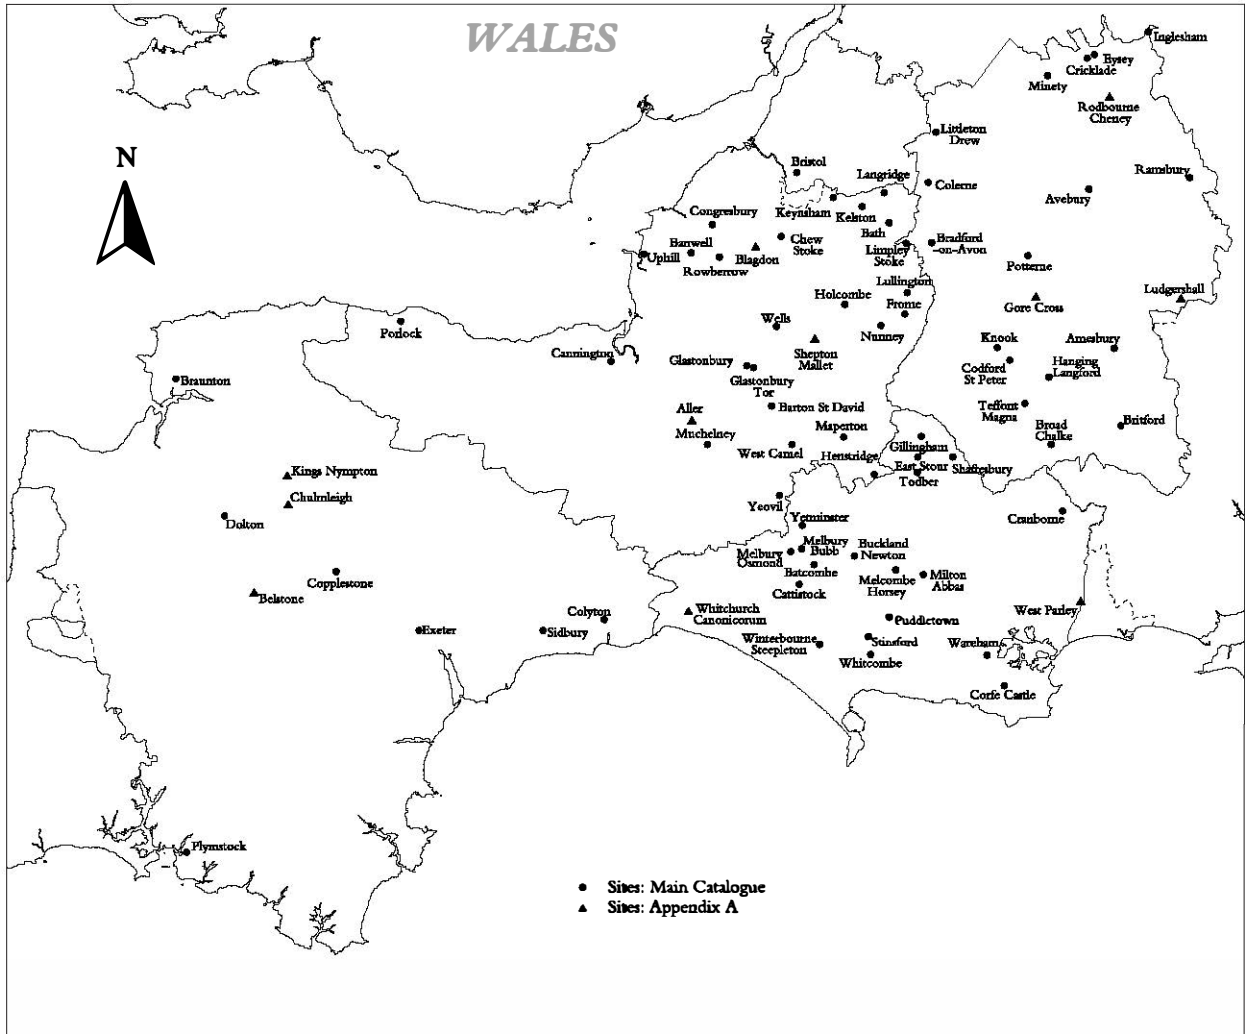 WALES
Inglesham
Eysey
Cricklade
Minety
Rodbourne
Cheney
N
Littleton
Drew
Bristol
Langridge
Colerne
Ramsbury
Avebury
Congresbury
Keynsham
Kelston
Bath
Chew
Stoke
Banwell
Uphill
Rowberrow
Blagdon
Limpley
Stoke
Bradford
-on-Avon
Potterne
Lullington
Holcombe
Frome
Gore Cross
Ludgershall
Porlock
Wells
Nunney
Cannington
Shepton
Mallet
Knook
Amesbury
Glastonbury
Codford
St Peter
Hanging
Langford
Braunton
Glastonbury
Tor
Aller
Barton St David
Teffont
Magna
Muchelney
Maperton
Broad
Chalke
Britford
West Camel
Henstridge
Gillingham
East Stour
Shaftesbury
Todber
Kings Nympton
Chulmleigh
Yeovil
Cranborne
Dolton
Yetminster
Melbury
Bubb
Melbury
Osmond
Buckland
Newton
Batcombe
Copplestone
Cattistock
Melcombe
Horsey
Milton
Abbas
Belstone
Colyton
Whitchurch
Canonicorum
West Parley
Puddletown
Exeter
Sidbury
Winterbourne
Steepleton
Stinsford
Wareham
Whitcombe
Corfe Castle
Plymstock
Sites: Main Catalogue
Sites: Appendix A